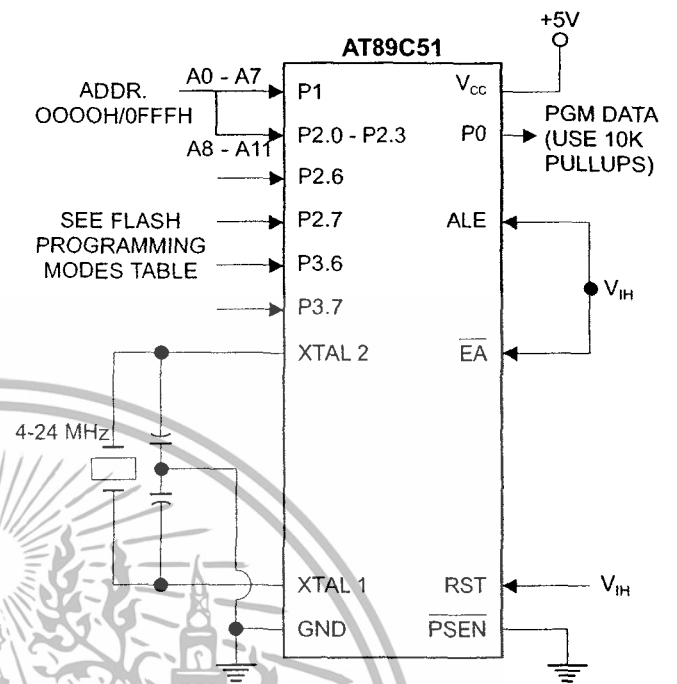 +5V
AT89C51
A0 - A7
ADDR.
OOOOH/0FFFH
A8 - A11
P1
P2.0 - P2.3
P2.6
P2.7
P3.6
P3.7
SEE FLASH
PROGRAMMING
MODES TABLE
XTAL 2
4-24 MHz
XTAL 1
GND
VCC
P0
PGM DATA
(USE 10K
PULLUPS)
ALE
VIH
EA
RST
VIH
PSEN